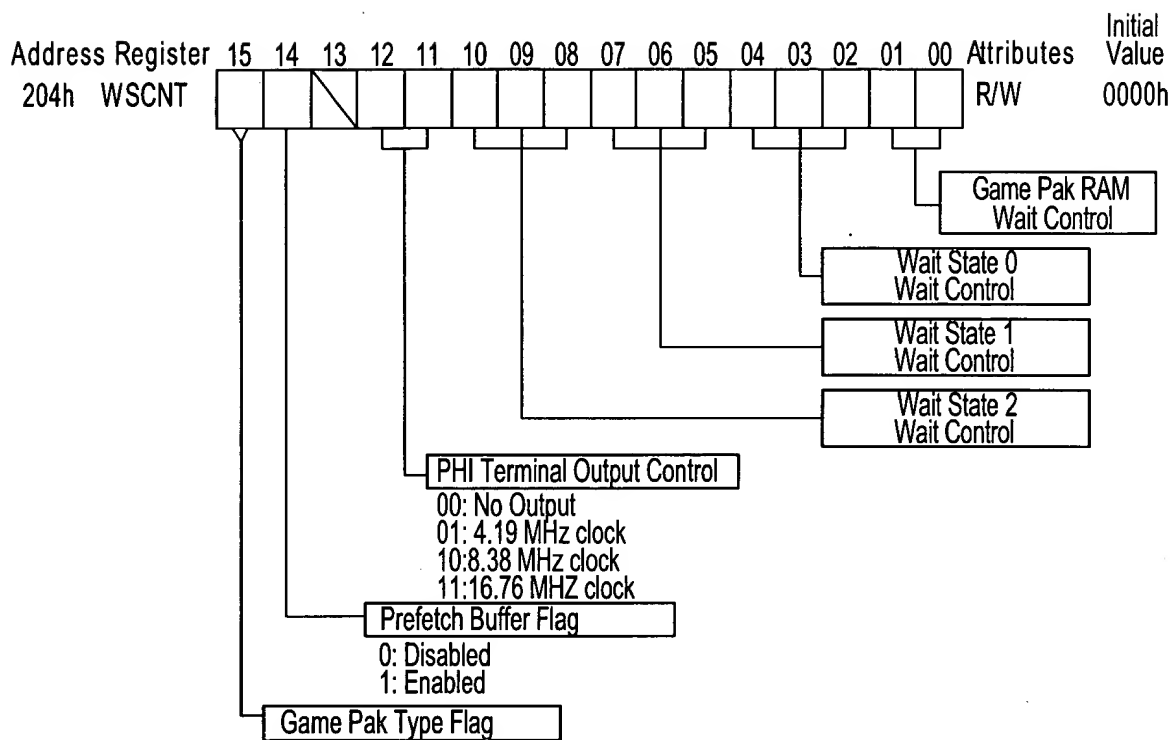 Initial
Address Register 15 14 13 12 11 10 09 08 07 06 05 04 03 02 01 00 Attributes Value
204h WSCNT R/W 0000h
Game Pak RAM
Wait Control
Wait State 0
Wait Control
Wait State 1
Wait Control
Wait State 2
Wait Control
PHI Terminal Output Control
00: No Output
01: 4.19 MHz clock
10:8.38 MHz clock
11:16.76 MHZ clock
Prefetch Buffer Flag
0: Disabled
1: Enabled
Game Pak Type Flag